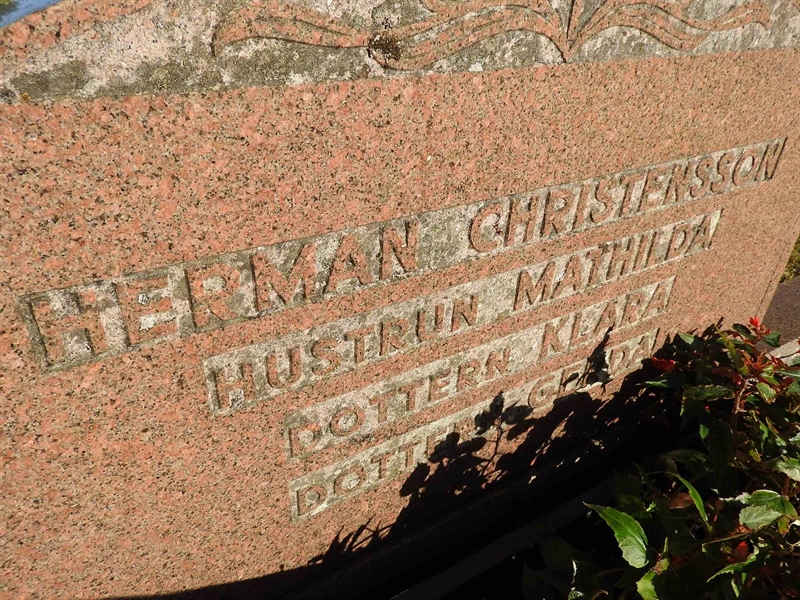 HERMAN CHRISTENSSON
HUSTRUN MATHILDA
DOTTERN KLARA
DOTTERN GERDA